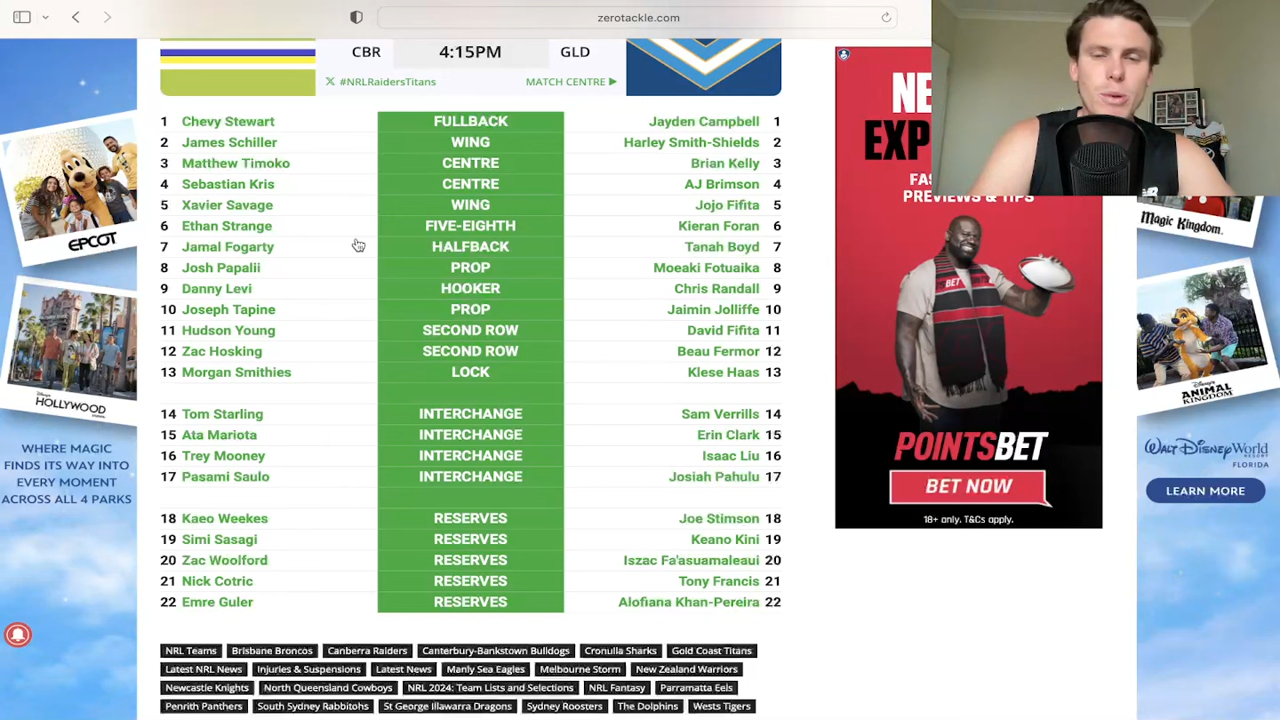 zerotackle.com
CBR 4:15PM GLD
#NRLRaidersTitans MATCH CENTRE
1 Chevy Stewart FULLBACK Jayden Campbell 1
2 James Schiller WING Harley Smith-Shields 2
3 Matthew Timoko CENTRE Brian Kelly 3
4 Sebastian Kris CENTRE AJ Brimson 4
5 Xavier Savage WING Jojo Fifita 5
6 Ethan Strange FIVE-EIGHTH Kieran Foran 6
7 Jamal Fogarty HALFBACK Tanah Boyd 7
8 Josh Papalii PROP Moeaki Fotuaika 8
9 Danny Levi HOOKER Chris Randall 9
10 Joseph Tapine PROP Jaimin Jolliffe 10
11 Hudson Young SECOND ROW David Fifita 11
12 Zac Hosking SECOND ROW Beau Fermor 12
13 Morgan Smithies LOCK Klese Haas 13
14 Tom Starling INTERCHANGE Sam Verrills 14
15 Ata Mariota INTERCHANGE Erin Clark 15
16 Trey Mooney INTERCHANGE Isaac Liu 16
17 Pasami Saulo INTERCHANGE Josiah Pahulu 17
18 Kaeo Weekes RESERVES Joe Stimson 18
19 Simi Sasagi RESERVES Keano Kini 19
20 Zac Woolford RESERVES Iszac Fa'asuamaleaui 20
21 Nick Cotric RESERVES Tony Francis 21
22 Emre Guler RESERVES Alofiana Khan-Pereira 22
NRL Teams Brisbane Broncos Canberra Raiders Canterbury-Bankstown Bulldogs Cronulla Sharks Gold Coast Titans
Latest NRL News Injuries & Suspensions Latest News Manly Sea Eagles Melbourne Storm New Zealand Warriors
Newcastle Knights North Queensland Cowboys NRL 2024: Team Lists and Selections NRL Fantasy Parramatta Eels
Penrith Panthers South Sydney Rabbitohs St George Illawarra Dragons Sydney Roosters The Dolphins Wests Tigers
EPCOT
DISNEY'S
HOLLYWOOD
WHERE MAGIC
FINDS ITS WAY INTO
EVERY MOMENT
ACROSS ALL 4 PARKS
NE
EXP
FAS
PREVIEWS & TIPS
BET
POINTSBET
BET NOW
18+ only. T&Cs apply.
Magic Kingdom
DISNEY'S
ANIMAL
KINGDOM
WALT DISNEY World
RESORT
FLORIDA
LEARN MORE